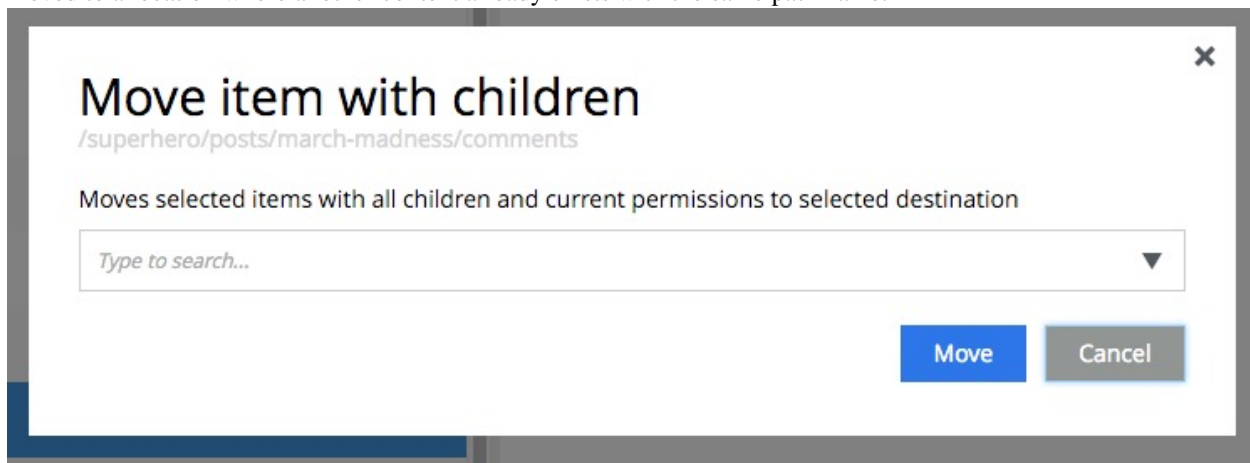 Move item with children
/superhero/posts/march-madness/comments
Moves selected items with all children and current permissions to selected destination
Type to search...
Move
Cancel